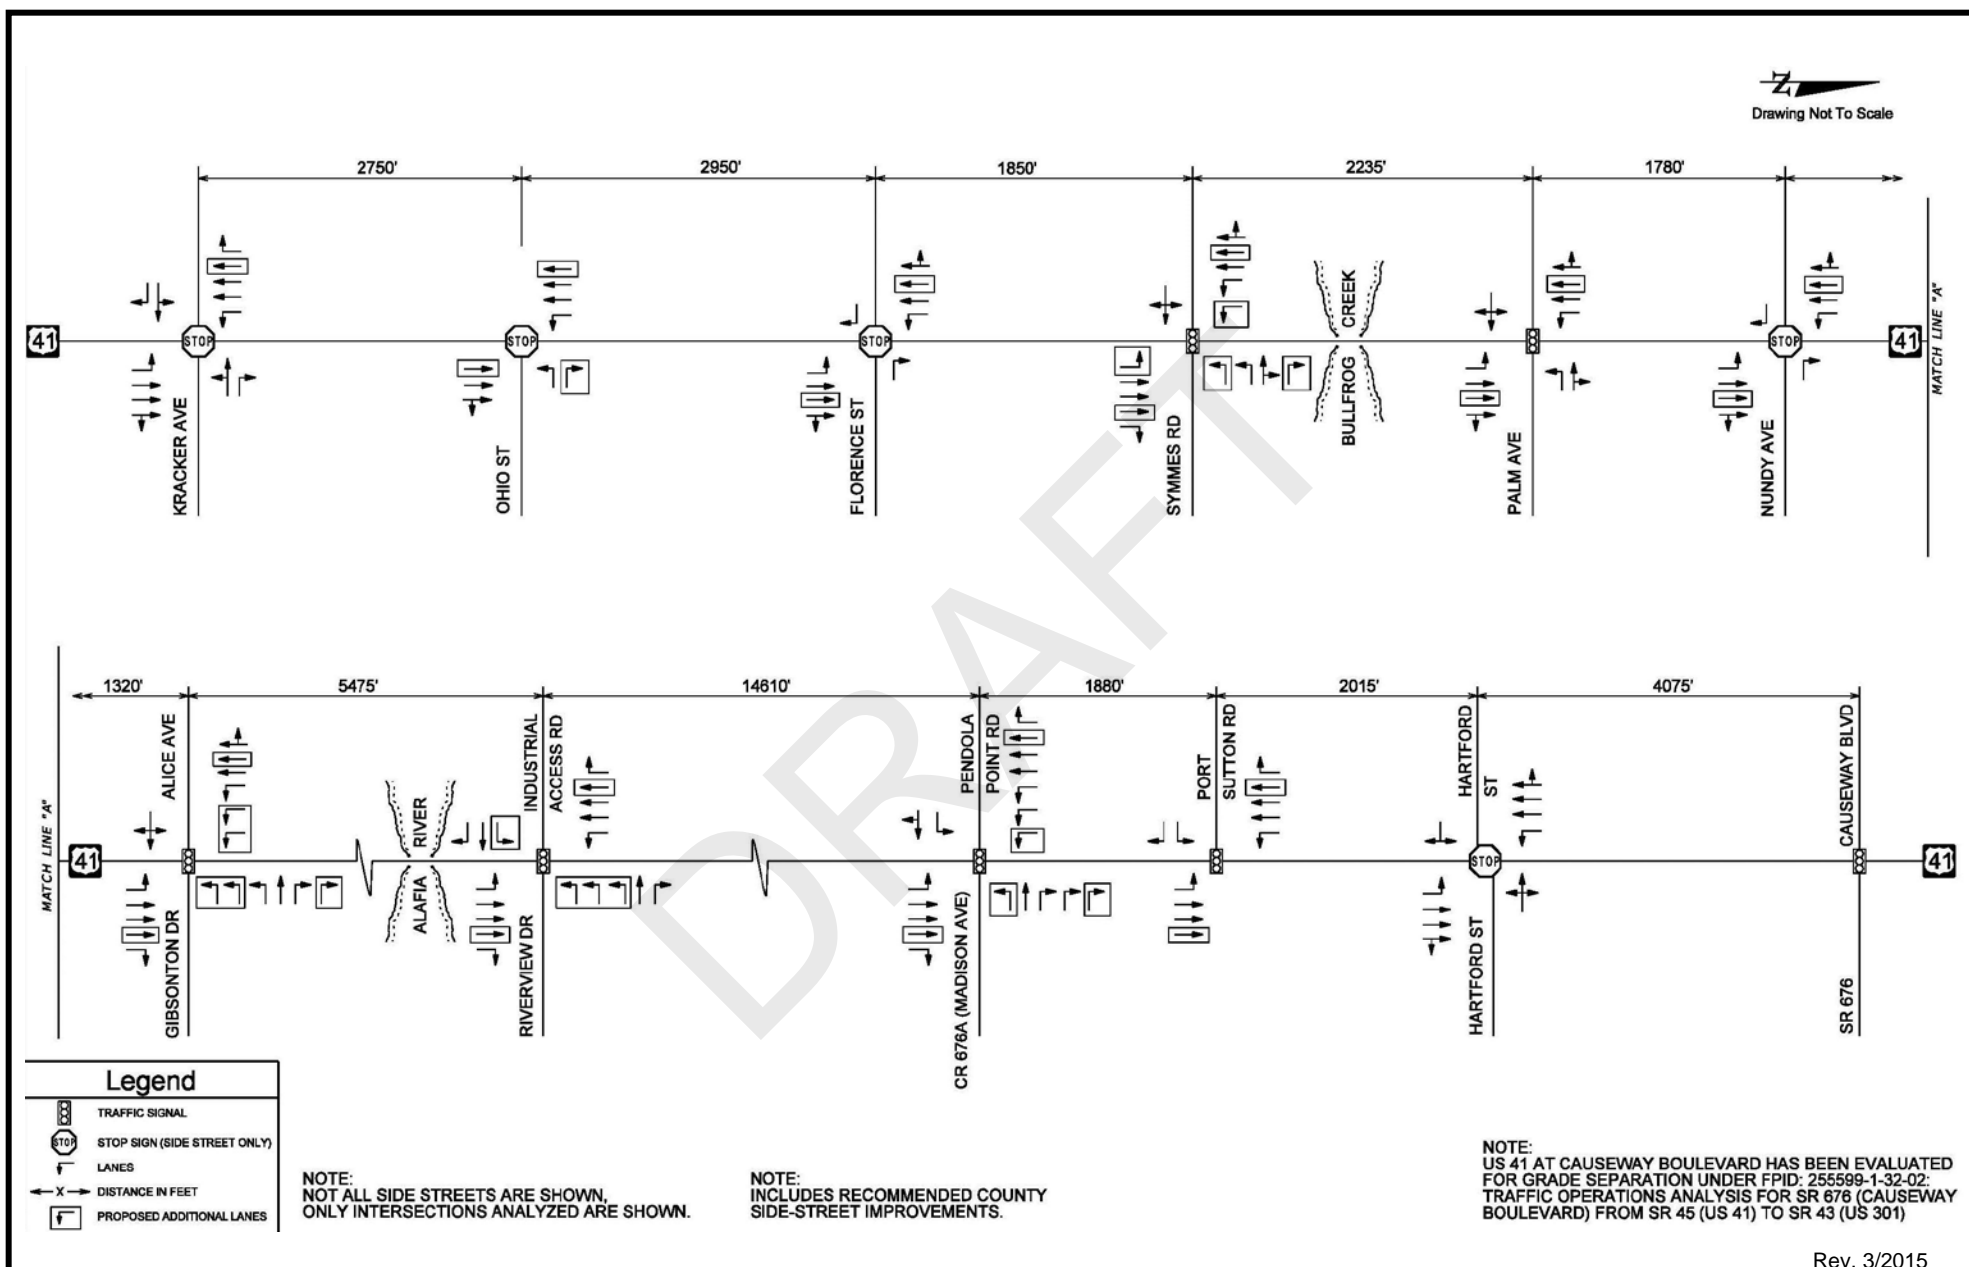 Z
Drawing Not To Scale
2750'
2950'
1850'
2235'
1780'
41
STOP
STOP
STOP
STOP
41
KRACKER AVE
OHIO ST
FLORENCE ST
SYMMES RD
BULLFROG CREEK
PALM AVE
NUNDY AVE
MATCH LINE "A"
DRAFT
1320'
5475'
14610'
1880'
2015'
4075'
MATCH LINE "A"
41
ALICE AVE
GIBSONTON DR
ALAFIA RIVER
INDUSTRIAL
ACCESS RD
RIVERVIEW DR
PENDOLA
POINT RD
CR 676A (MADISON AVE)
PORT
SUTTON RD
HARTFORD
ST
STOP
HARTFORD ST
CAUSEWAY BLVD
SR 676
41
Legend
TRAFFIC SIGNAL
STOP
STOP SIGN (SIDE STREET ONLY)
LANES
X
DISTANCE IN FEET
PROPOSED ADDITIONAL LANES
NOTE:
NOT ALL SIDE STREETS ARE SHOWN,
ONLY INTERSECTIONS ANALYZED ARE SHOWN.
NOTE:
INCLUDES RECOMMENDED COUNTY
SIDE-STREET IMPROVEMENTS.
NOTE:
US 41 AT CAUSEWAY BOULEVARD HAS BEEN EVALUATED
FOR GRADE SEPARATION UNDER FPID: 255599-1-32-02:
TRAFFIC OPERATIONS ANALYSIS FOR SR 676 (CAUSEWAY
BOULEVARD) FROM SR 45 (US 41) TO SR 43 (US 301)
Rev. 3/2015